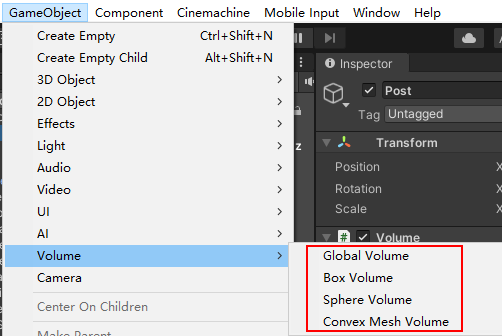 GameObject Component Cinemachine Mobile Input Window Help
Create Empty Ctrl+Shift+N
Create Empty Child Alt+Shift+N
3D Object
2D Object
Effects
Light
Audio
Video
UI
AI
Volume
Camera
Center On Children
Make Parent
Global Volume
Box Volume
Sphere Volume
Convex Mesh Volume
Inspector
Post
Tag Untagged
Transform
Position X
Rotation X
Scale X
Volume